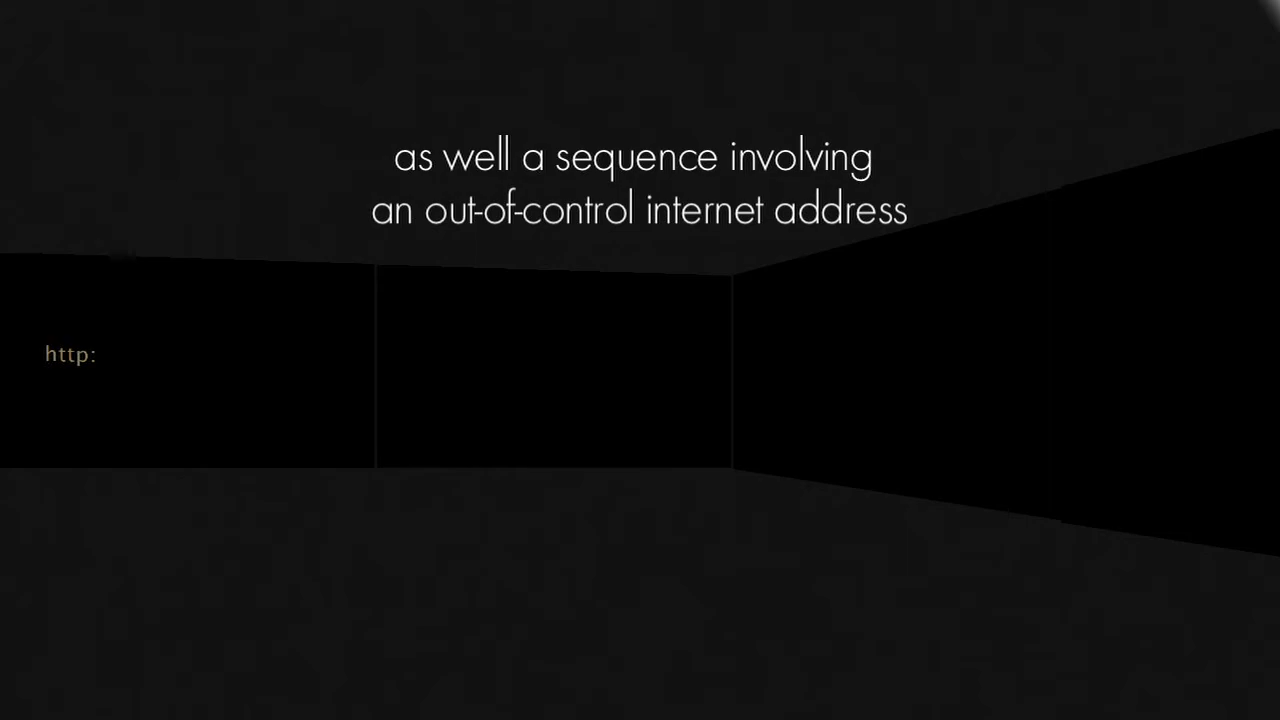 as well a sequence involving
an out-of-control internet address
http: